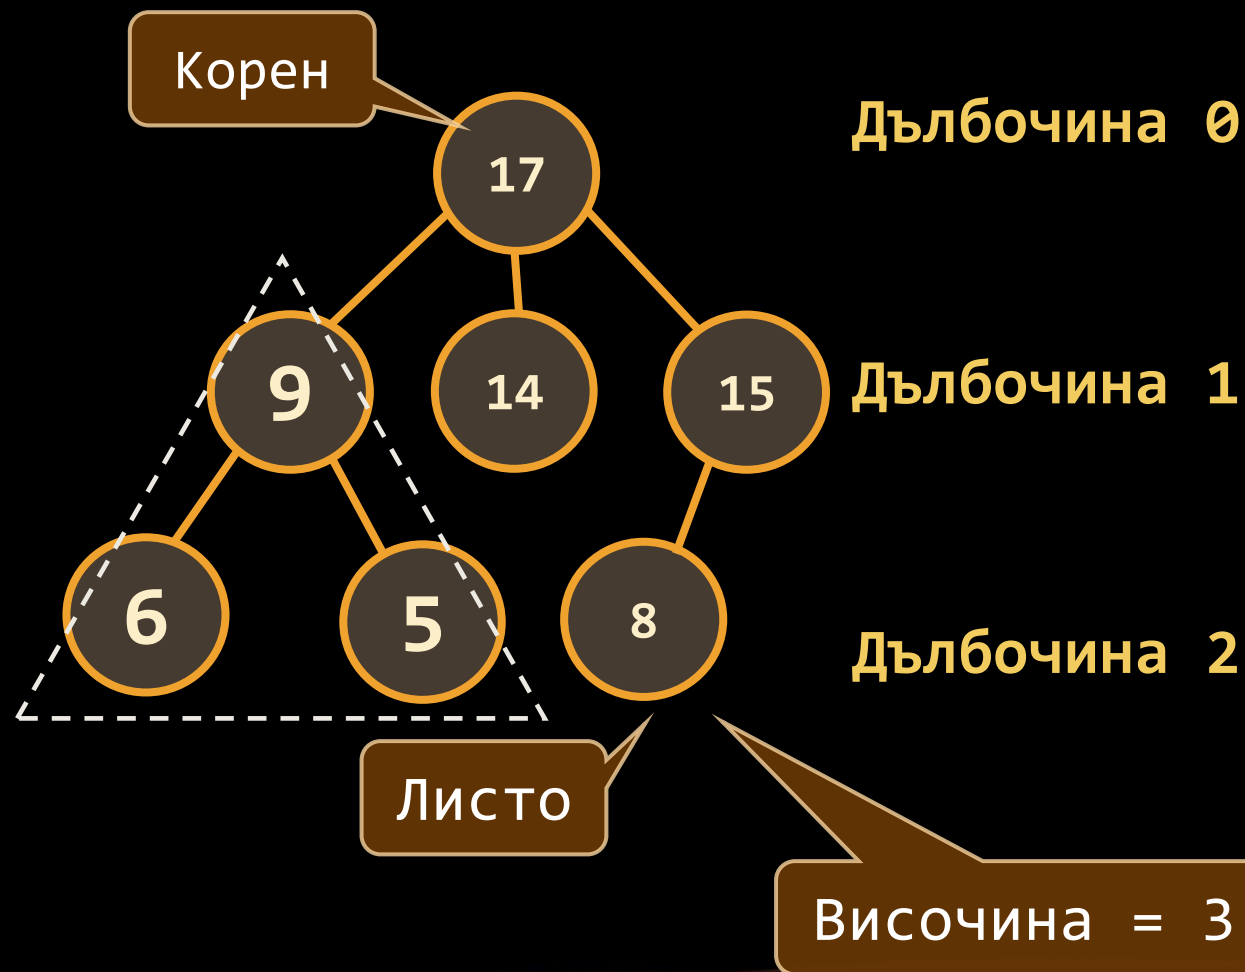 Корен
17
Дълбочина 0
9
14
15
Дълбочина 1
6
5
8
Дълбочина 2
Листо
Височина = 3